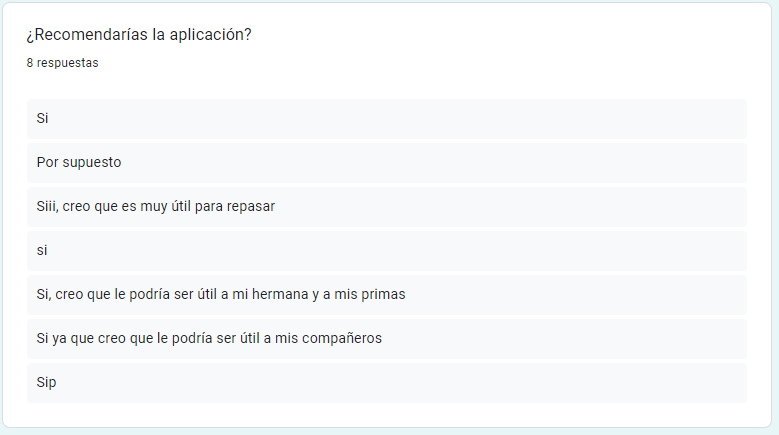 ¿Recomendarías la aplicación?
8 respuestas
Si
Por supuesto
Siii, creo que es muy útil para repasar
si
Si, creo que le podría ser útil a mi hermana y a mis primas
Si ya que creo que le podría ser útil a mis compañeros
Sip